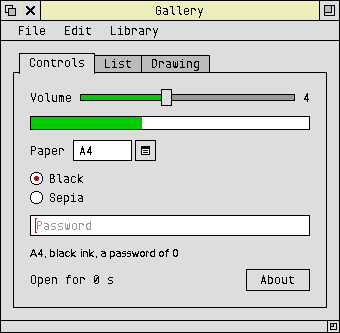 Gallery
File Edit Library
Controls List Drawing
Volume 4
Paper A4
Black
Sepia
Password
A4, black ink, a password of 0
Open for 0 s About